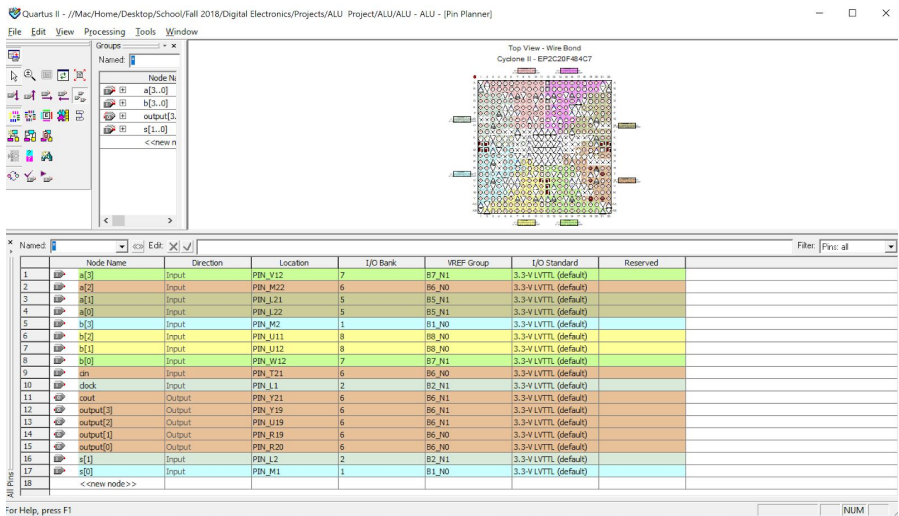 Quartus II - //Mac/Home/Desktop/School/Fall 2018/Digital Electronics/Projects/ALU Project/ALU/ALU - ALU - [Pin Planner]
File Edit View Processing Tools Window
Groups
Named: *
Node Na
a[3..0]
b[3..0]
output[3.
s[1..0]
<<new n
Top View - Wire Bond
Cyclone II - EP2C20F484C7
Named: * Edit: Filter: Pins: all
Node Name Direction Location I/O Bank VREF Group I/O Standard Reserved
1 a[3] Input PIN_V12 7 B7_N1 3.3-V LVTTL (default)
2 a[2] Input PIN_M22 6 B6_N0 3.3-V LVTTL (default)
3 a[1] Input PIN_L21 5 B5_N1 3.3-V LVTTL (default)
4 a[0] Input PIN_L22 5 B5_N1 3.3-V LVTTL (default)
5 b[3] Input PIN_M2 1 B1_N0 3.3-V LVTTL (default)
6 b[2] Input PIN_U11 8 B8_N0 3.3-V LVTTL (default)
7 b[1] Input PIN_U12 8 B8_N0 3.3-V LVTTL (default)
8 b[0] Input PIN_W12 7 B7_N1 3.3-V LVTTL (default)
9 cin Input PIN_T21 6 B6_N0 3.3-V LVTTL (default)
10 clock Input PIN_L1 2 B2_N1 3.3-V LVTTL (default)
11 cout Output PIN_Y21 6 B6_N1 3.3-V LVTTL (default)
12 output[3] Output PIN_Y19 6 B6_N1 3.3-V LVTTL (default)
13 output[2] Output PIN_U19 6 B6_N1 3.3-V LVTTL (default)
14 output[1] Output PIN_R19 6 B6_N0 3.3-V LVTTL (default)
15 output[0] Output PIN_R20 6 B6_N0 3.3-V LVTTL (default)
16 s[1] Input PIN_L2 2 B2_N1 3.3-V LVTTL (default)
17 s[0] Input PIN_M1 1 B1_N0 3.3-V LVTTL (default)
18 <<new node>>
All Pins
For Help, press F1 NUM